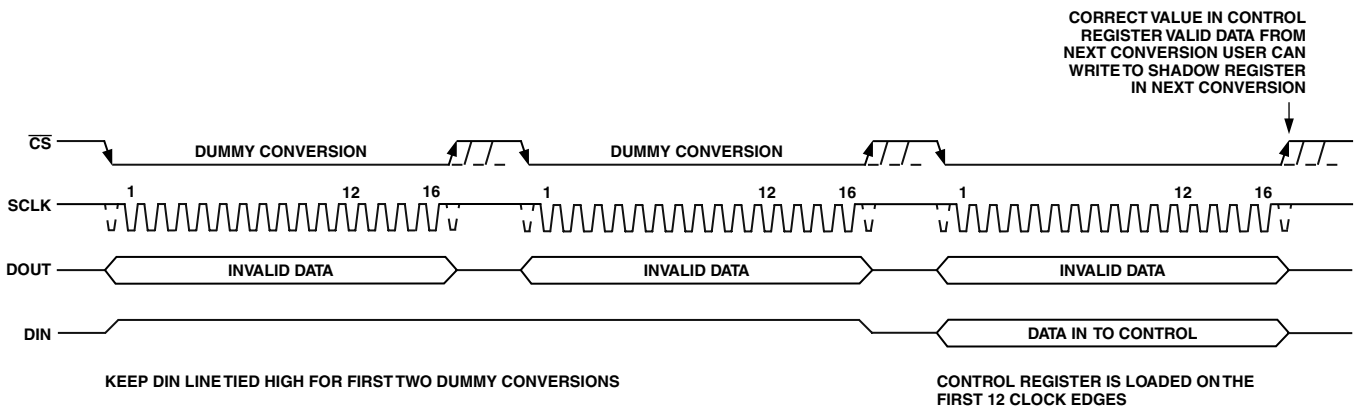 CORRECT VALUE IN CONTROL
REGISTER VALID DATA FROM
NEXT CONVERSION USER CAN
WRITE TO SHADOW REGISTER
IN NEXT CONVERSION
CS
DUMMY CONVERSION
DUMMY CONVERSION
SCLK
1 12 16
1 12 16
1 12 16
DOUT
INVALID DATA
INVALID DATA
INVALID DATA
DIN
DATA IN TO CONTROL
KEEP DIN LINE TIED HIGH FOR FIRST TWO DUMMY CONVERSIONS
CONTROL REGISTER IS LOADED ON THE
FIRST 12 CLOCK EDGES